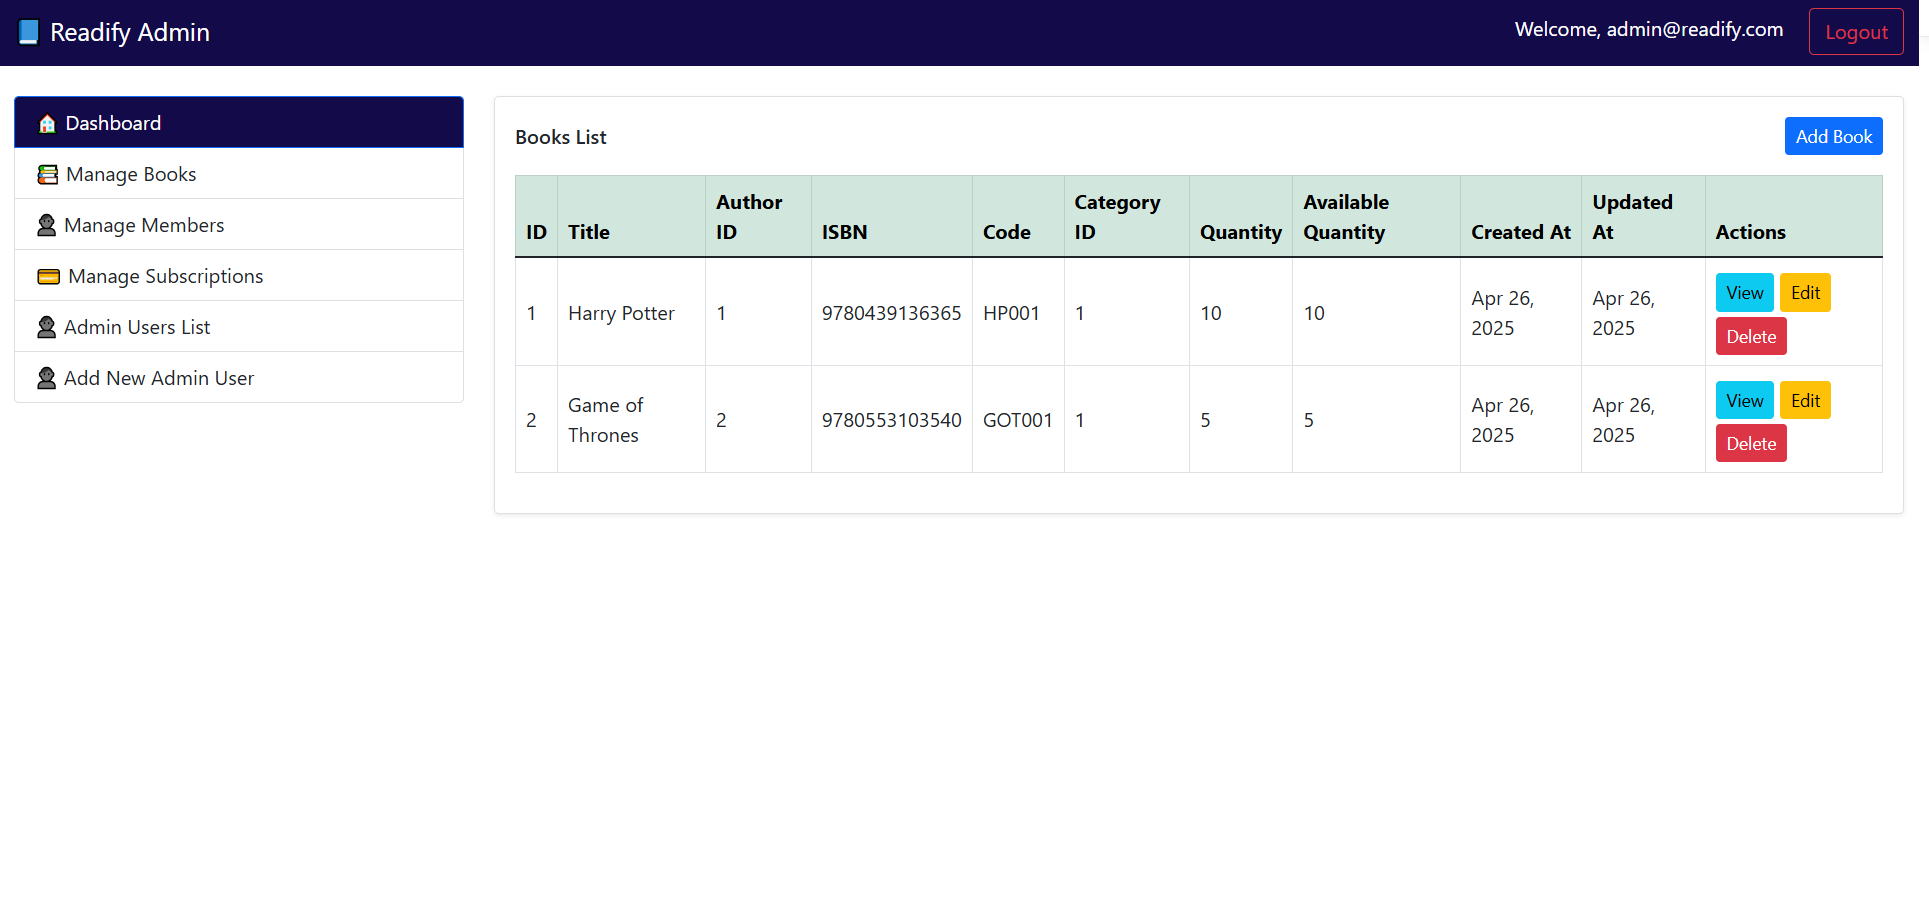 Readify Admin
Welcome, admin@readify.com
Logout
Dashboard
Manage Books
Manage Members
Manage Subscriptions
Admin Users List
Add New Admin User
Books List
Add Book
ID Title Author ID ISBN Code Category ID Quantity Available Quantity Created At Updated At Actions
1 Harry Potter 1 9780439136365 HP001 1 10 10 Apr 26, 2025 Apr 26, 2025 View Edit Delete
2 Game of Thrones 2 9780553103540 GOT001 1 5 5 Apr 26, 2025 Apr 26, 2025 View Edit Delete